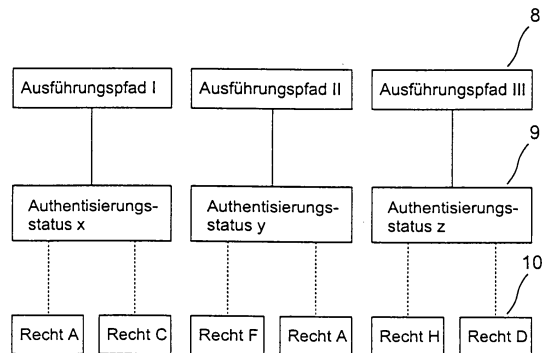 8
Ausführungspfad I
Ausführungspfad II
Ausführungspfad III
9
Authentisierungs-
status x
Authentisierungs-
status y
Authentisierungs-
status z
10
Recht A
Recht C
Recht F
Recht A
Recht H
Recht D